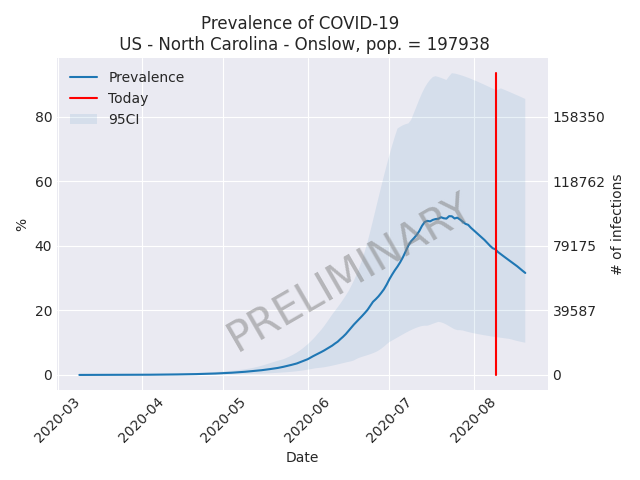 Prevalence of COVID-19
US - North Carolina - Onslow, pop. = 197938
Prevalence
Today
95CI
80
60
40
20
0
%
158350
118762
79175
39587
0
# of infections
PRELIMINARY
2020-03
2020-04
2020-05
2020-06
2020-07
2020-08
Date